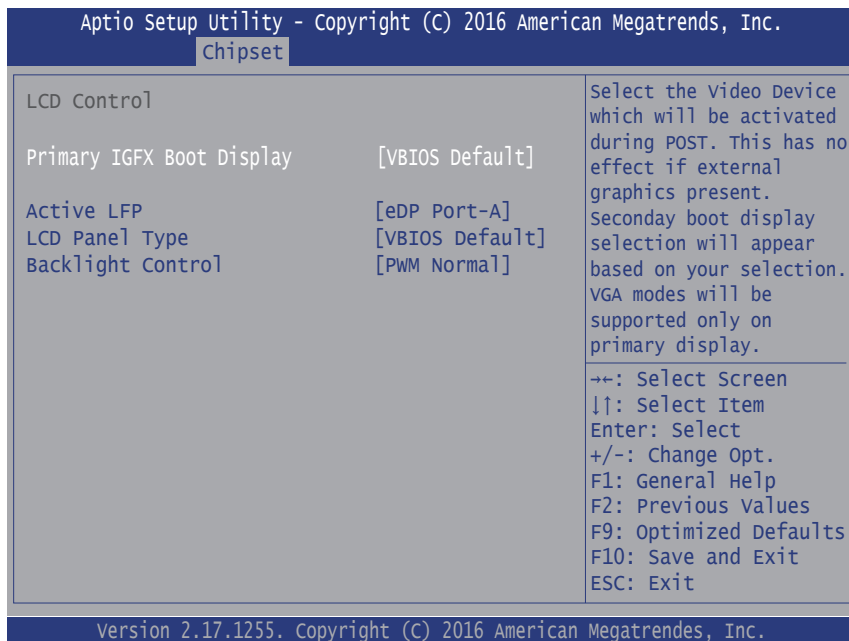 Aptio Setup Utility - Copyright (C) 2016 American Megatrends, Inc.
Chipset
LCD Control
Primary IGFX Boot Display [VBIOS Default]
Active LFP [eDP Port-A]
LCD Panel Type [VBIOS Default]
Backlight Control [PWM Normal]
Select the Video Device
which will be activated
during POST. This has no
effect if external
graphics present.
Seconday boot display
selection will appear
based on your selection.
VGA modes will be
supported only on
primary display.
→←: Select Screen
↓↑: Select Item
Enter: Select
+/-: Change Opt.
F1: General Help
F2: Previous Values
F9: Optimized Defaults
F10: Save and Exit
ESC: Exit
Version 2.17.1255. Copyright (C) 2016 American Megatrendes, Inc.